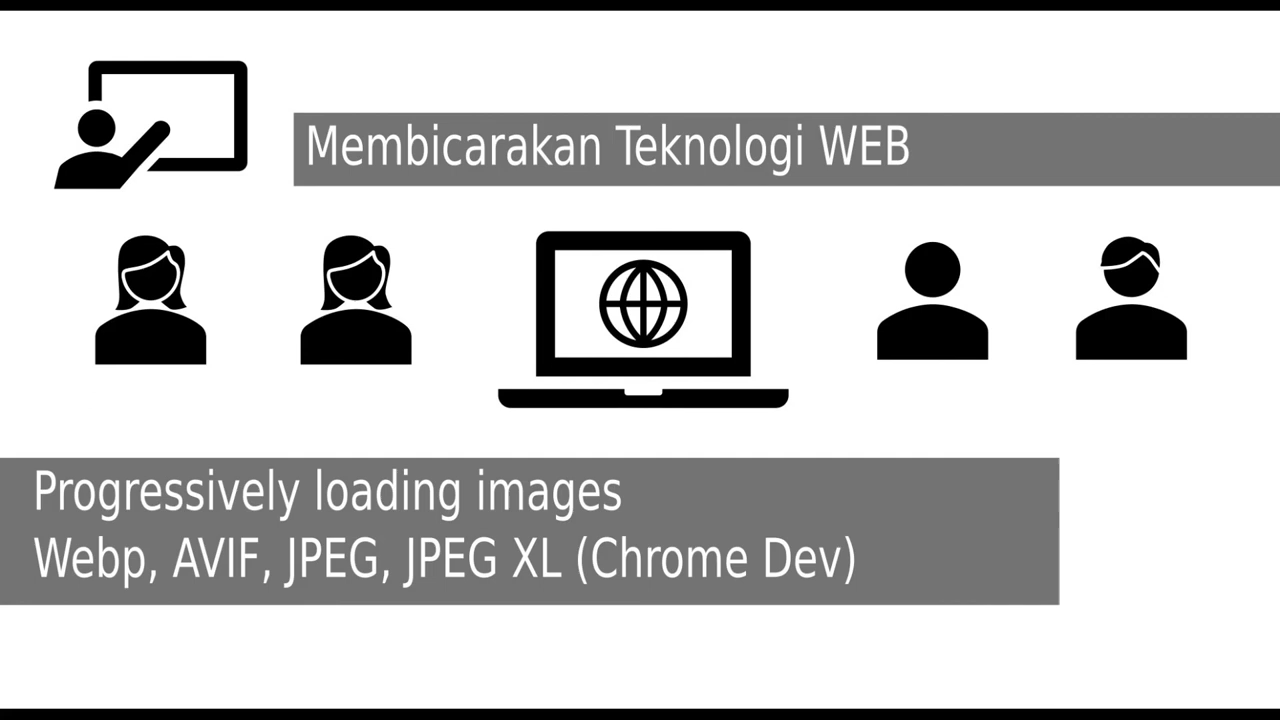 Membicarakan Teknologi WEB
Progressively loading images
Webp, AVIF, JPEG, JPEG XL (Chrome Dev)